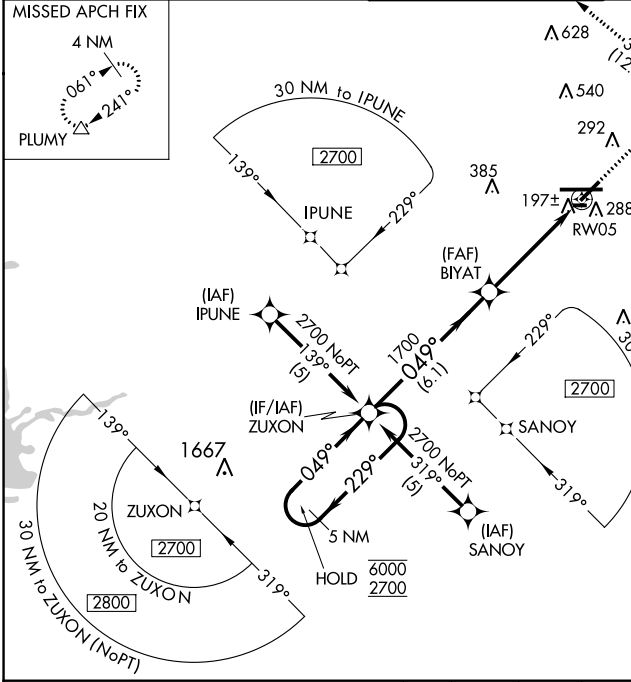 MISSED APCH FIX
4 NM
061°
241°
PLUMY
628
(12.
540
292
30 NM to IPUNE
2700
139°
229°
IPUNE
385
197±
288
RW05
(FAF)
BIYAT
(IAF)
IPUNE
2700 NoPT
139°
(5)
1700
049°
(6.1)
229°
30
2700
SANOY
319°
(IF/IAF)
ZUXON
2700 NoPT
319°
(5)
049°
229°
5 NM
(IAF)
SANOY
HOLD
6000
2700
139°
1667
ZUXON
2700
20 NM to ZUXON
319°
2800
30 NM to ZUXON (NoPT)